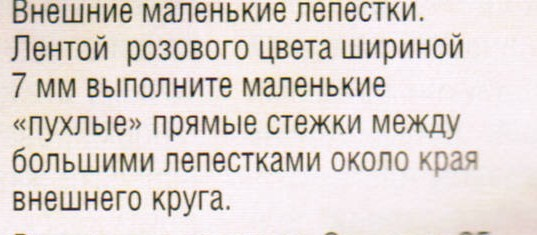 Внешние маленькие лепестки.
Лентой розового цвета шириной
7 мм выполните маленькие
«пухлые» прямые стежки между
большими лепестками около края
внешнего круга.